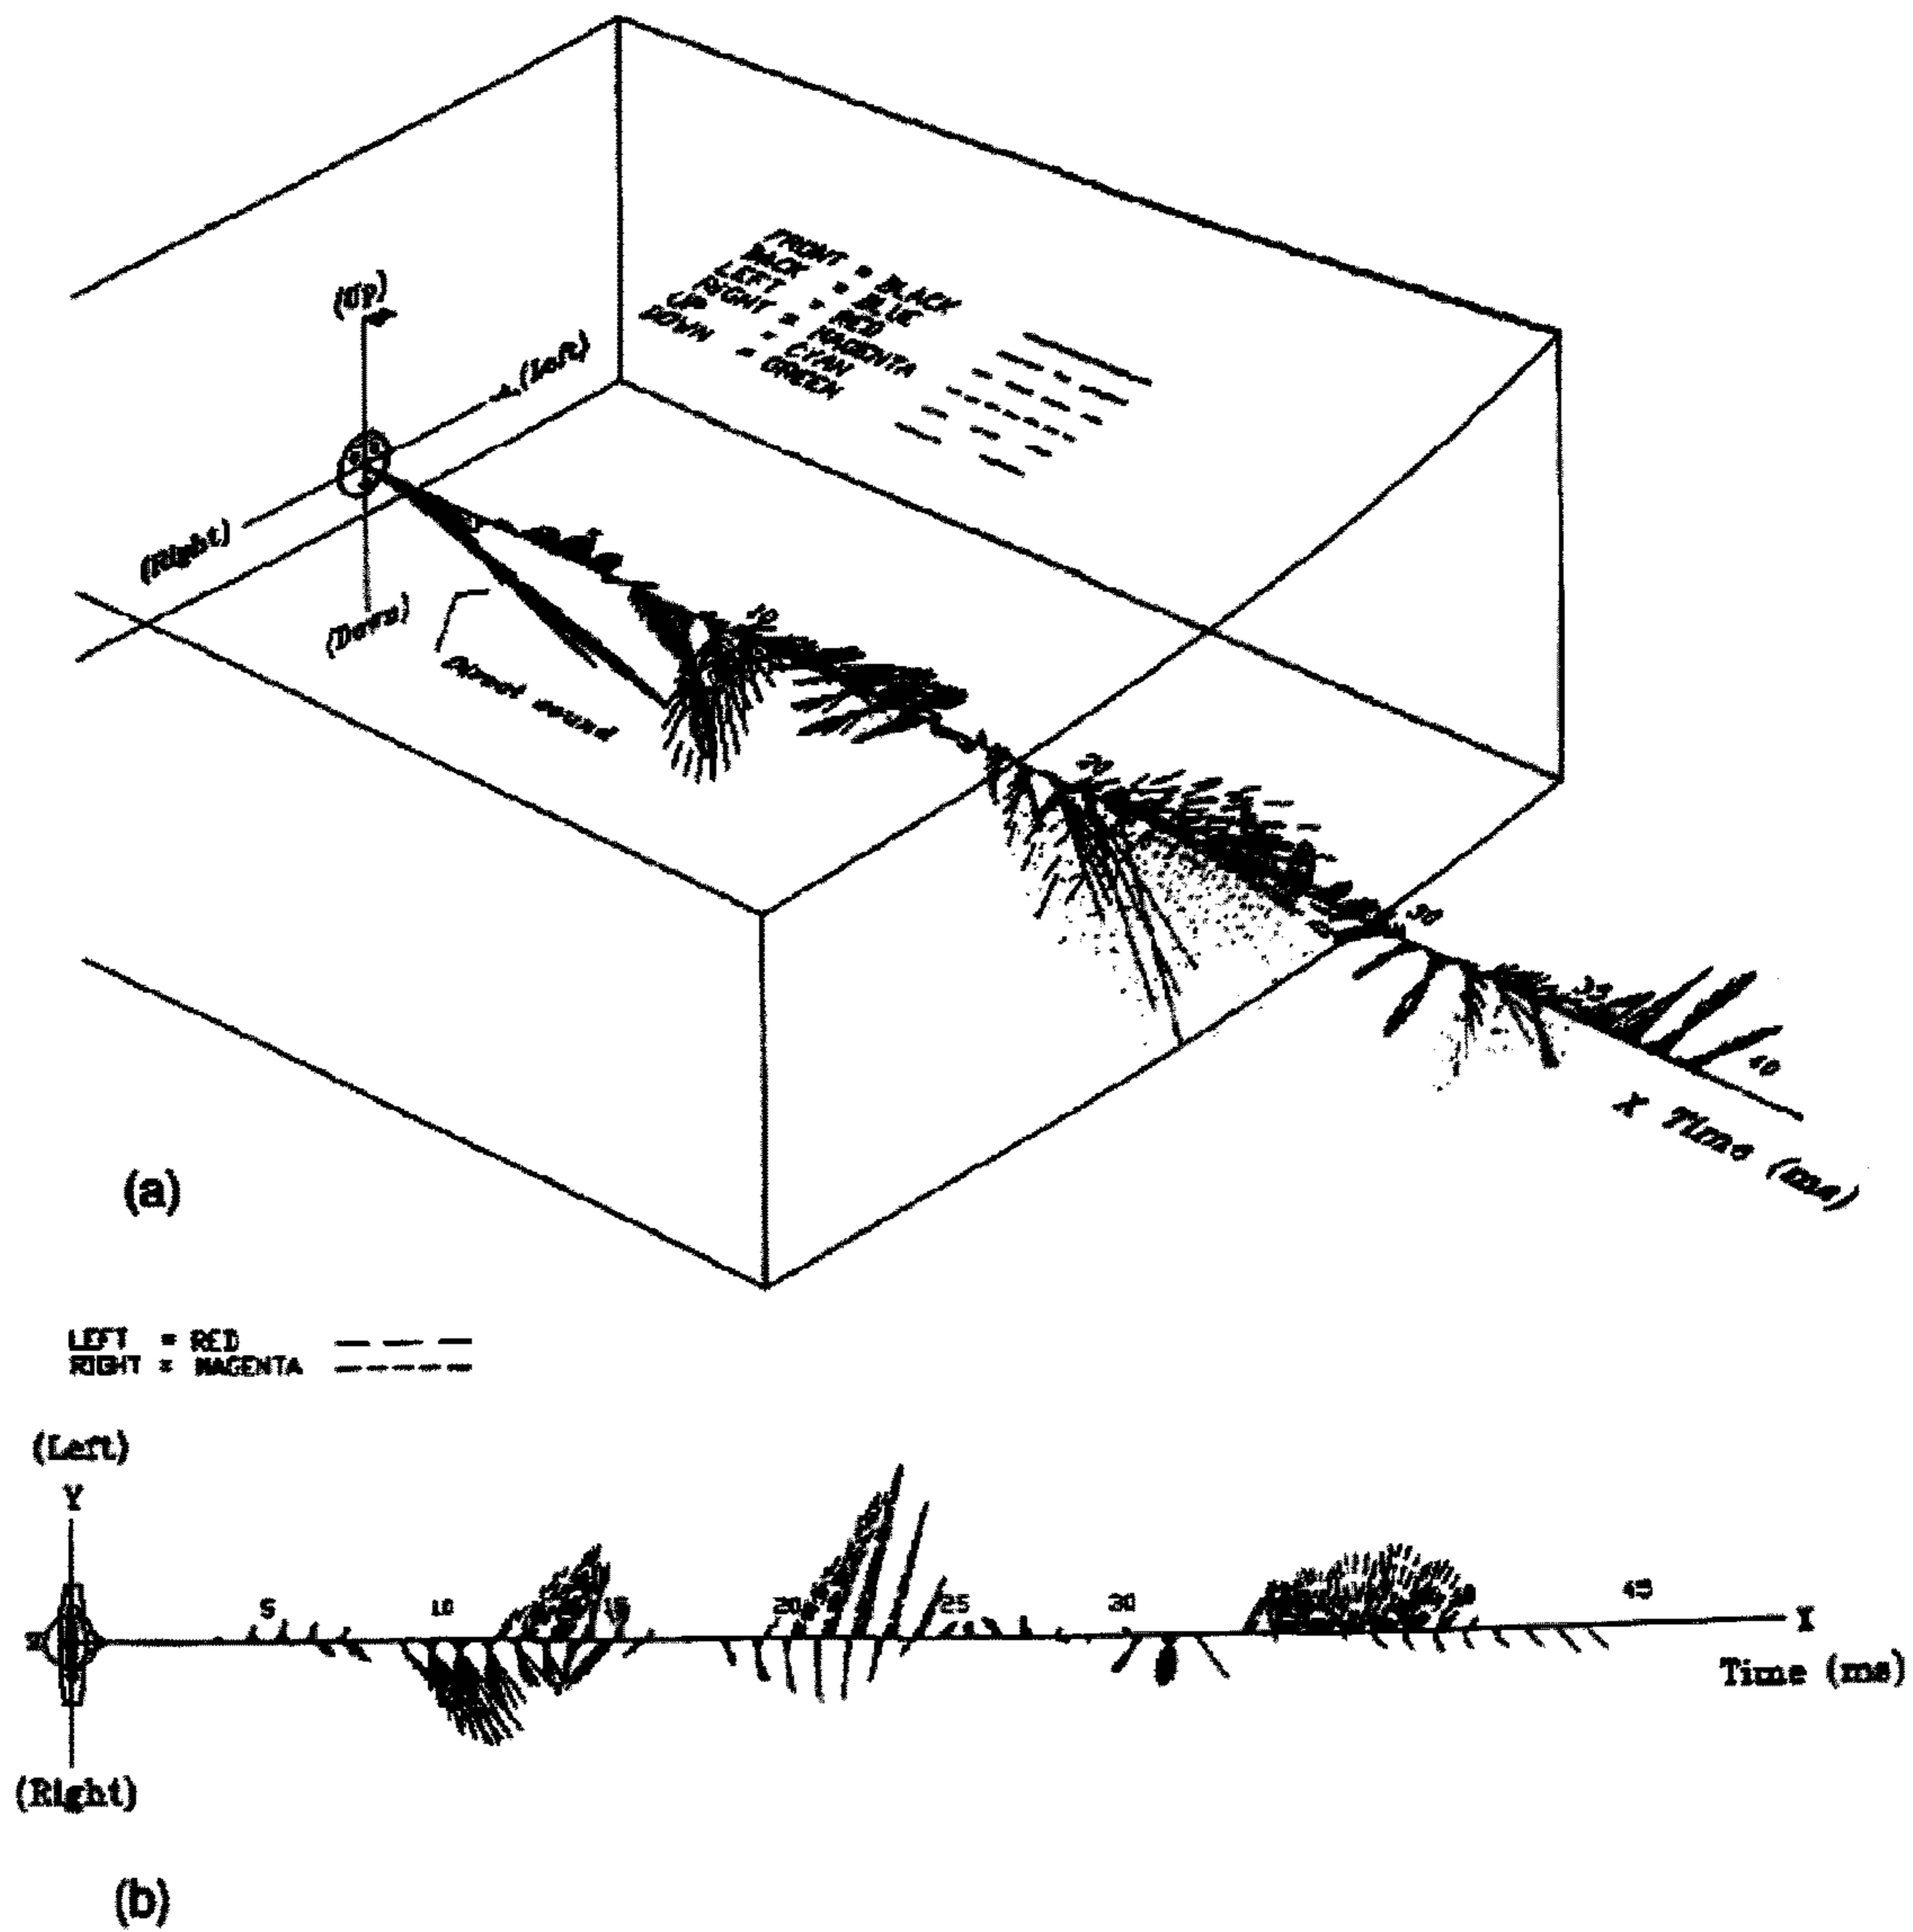 FRONT = BLACK
BACK = BLUE
LEFT = RED
RIGHT = MAGENTA
UP = CYAN
DOWN = GREEN
(Up)
(Left)
(Right)
(Down)
Direct sound
10
20
30
35
40
X Time (ms)
(a)
LEFT = RED
RIGHT = MAGENTA
(Left)
Y
5
10
15
20
25
30
45
X
Time (ms)
(Right)
(b)